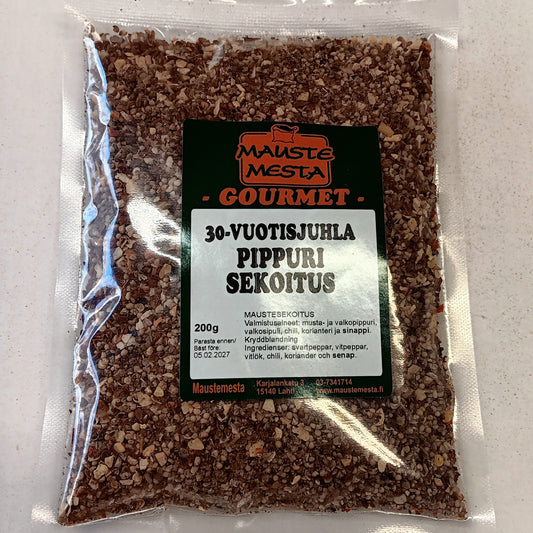 MAUSTE
MESTA
- GOURMET -
30-VUOTISJUHLA
PIPPURI
SEKOITUS
MAUSTESEKOITUS
200g
Valmistusaineet: musta- ja valkopippuri,
valkosipuli, chili, korianteri ja sinappi.
Parasta ennen/
Kryddblandning
Bäst före:
Ingredienser: svartpeppar, vitpeppar,
05.02.2027
vitlök, chili, koriander och senap.
Maustemesta Karjalankatu 3 03-7341714
15140 Lahti www.maustemesta.fi